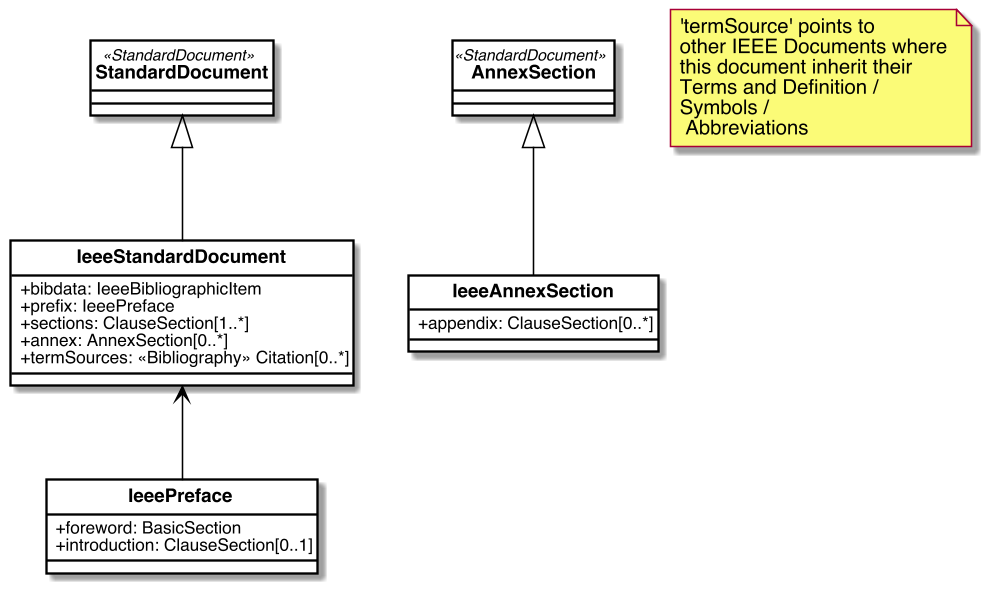 «StandardDocument»
StandardDocument
«StandardDocument»
AnnexSection
'termSource' points to
other IEEE Documents where
this document inherit their
Terms and Definition /
Symbols /
Abbreviations
IeeeStandardDocument
+bibdata: IeeeBibliographicItem
+prefix: IeeePreface
+sections: ClauseSection[1..*]
+annex: AnnexSection[0..*]
+termSources: «Bibliography» Citation[0..*]
IeeeAnnexSection
+appendix: ClauseSection[0..*]
IeeePreface
+foreword: BasicSection
+introduction: ClauseSection[0..1]